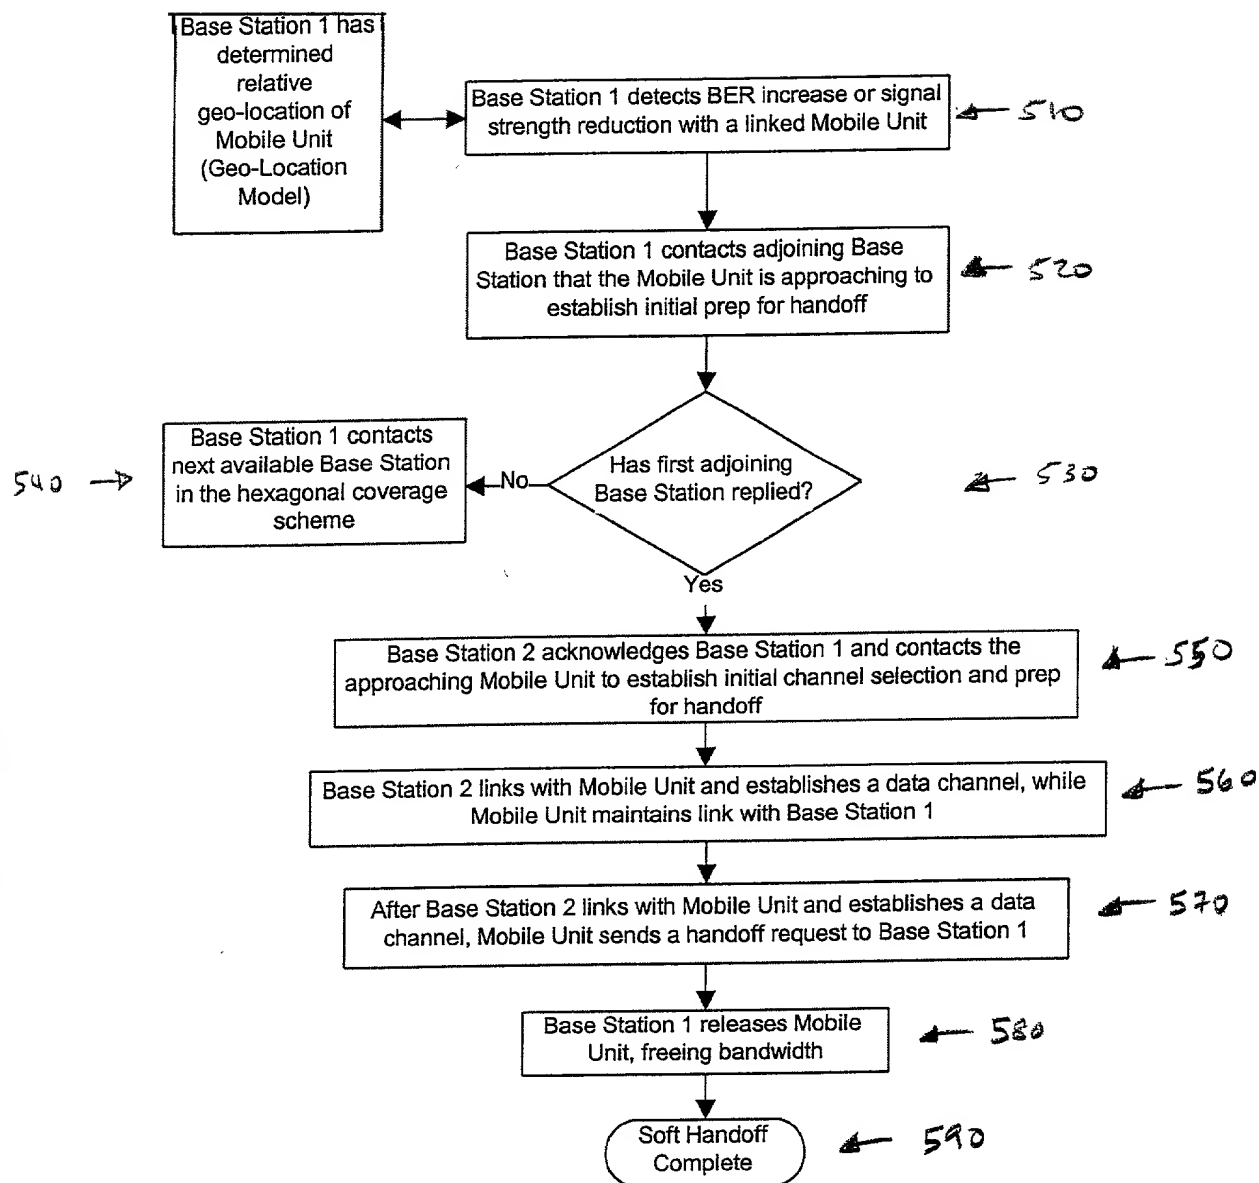 Base Station 1 has
determined
relative
geo-location of
Mobile Unit
(Geo-Location
Model)
Base Station 1 detects BER increase or signal
strength reduction with a linked Mobile Unit
510
Base Station 1 contacts adjoining Base
Station that the Mobile Unit is approaching to
establish initial prep for handoff
520
Has first adjoining
Base Station replied?
530
No
Base Station 1 contacts
next available Base Station
in the hexagonal coverage
scheme
540
Yes
Base Station 2 acknowledges Base Station 1 and contacts the
approaching Mobile Unit to establish initial channel selection and prep
for handoff
550
Base Station 2 links with Mobile Unit and establishes a data channel, while
Mobile Unit maintains link with Base Station 1
560
After Base Station 2 links with Mobile Unit and establishes a data
channel, Mobile Unit sends a handoff request to Base Station 1
570
Base Station 1 releases Mobile
Unit, freeing bandwidth
580
Soft Handoff
Complete
590